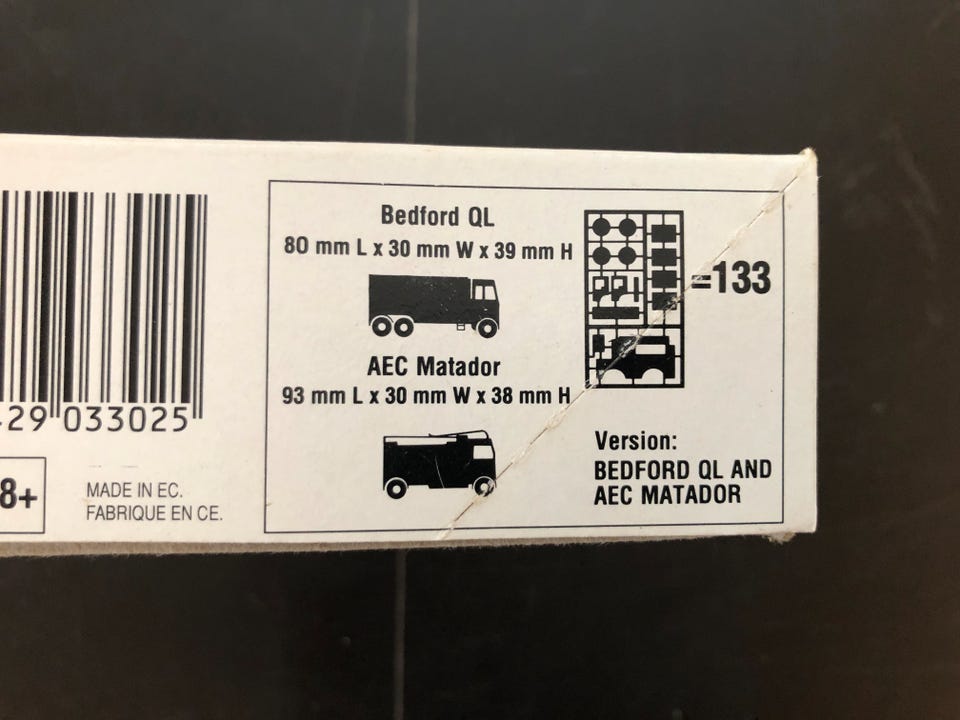 Bedford QL
80 mm L x 30 mm W x 39 mm H
=133
AEC Matador
93 mm L x 30 mm W x 38 mm H
29 033025
8+
MADE IN EC.
FABRIQUE EN CE.
Version:
BEDFORD QL AND
AEC MATADOR